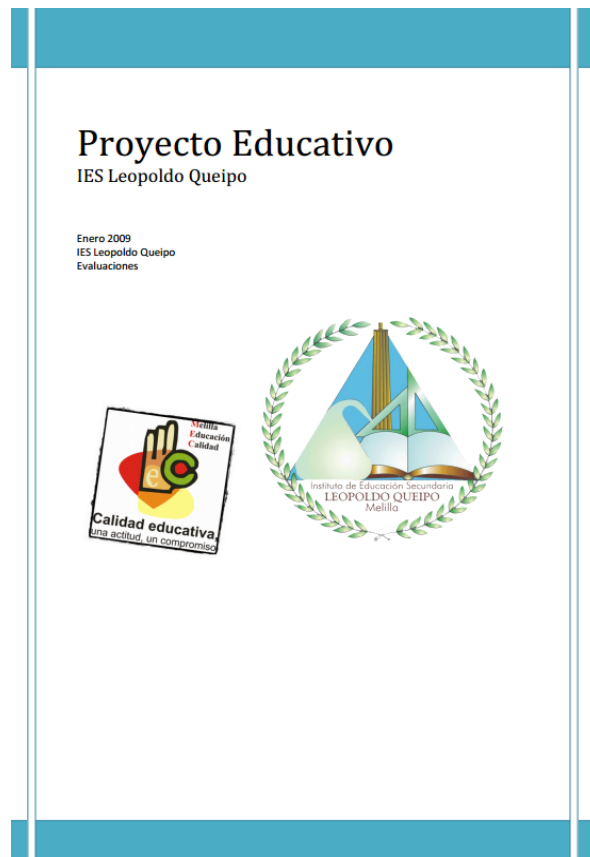 Proyecto Educativo
IES Leopoldo Queipo
Enero 2009
IES Leopoldo Queipo
Evaluaciones
Melilla
Educación
Calidad
e c
Calidad educativa,
una actitud, un compromiso
Instituto de Educación Secundaria
LEOPOLDO QUEIPO
Melilla